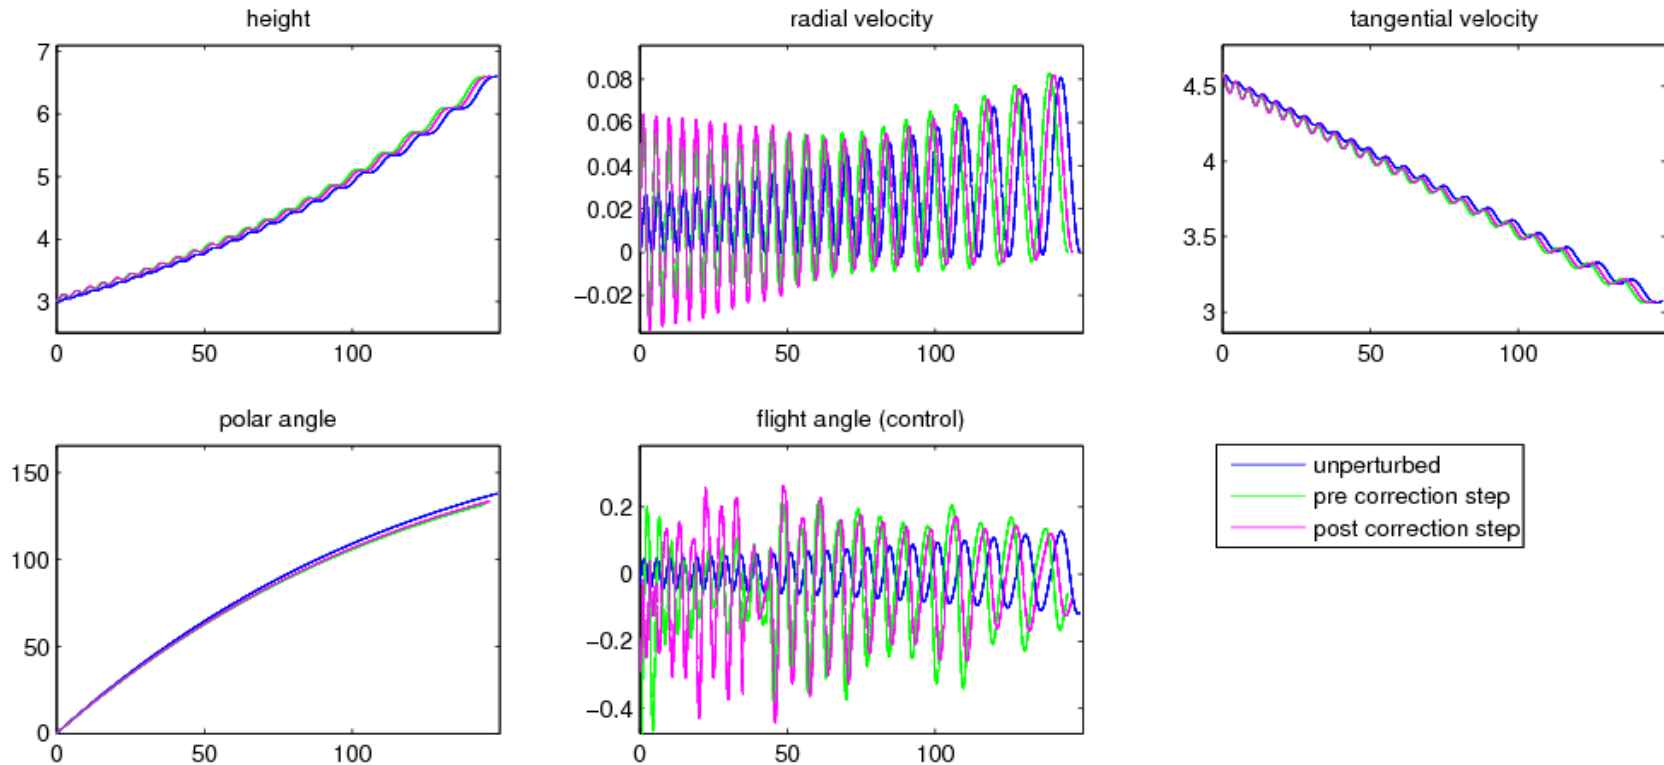 height
7
6
5
4
3
0 50 100
radial velocity
0.08
0.06
0.04
0.02
0
−0.02
0 50 100
tangential velocity
4.5
4
3.5
3
0 50 100
polar angle
150
100
50
0
0 50 100
flight angle (control)
0.2
0
−0.2
−0.4
0 50 100
unperturbed
pre correction step
post correction step